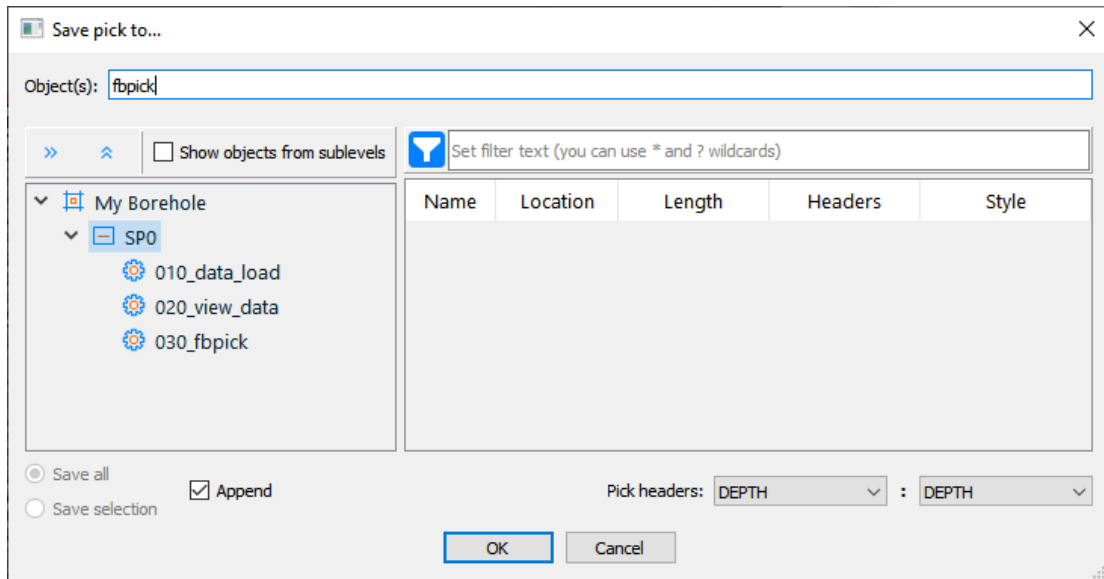 Save pick to...
Object(s): fbpick
Show objects from sublevels
Set filter text (you can use * and ? wildcards)
My Borehole
SP0
010_data_load
020_view_data
030_fbpick
Name Location Length Headers Style
Save all
Save selection
Append
Pick headers: DEPTH : DEPTH
OK Cancel